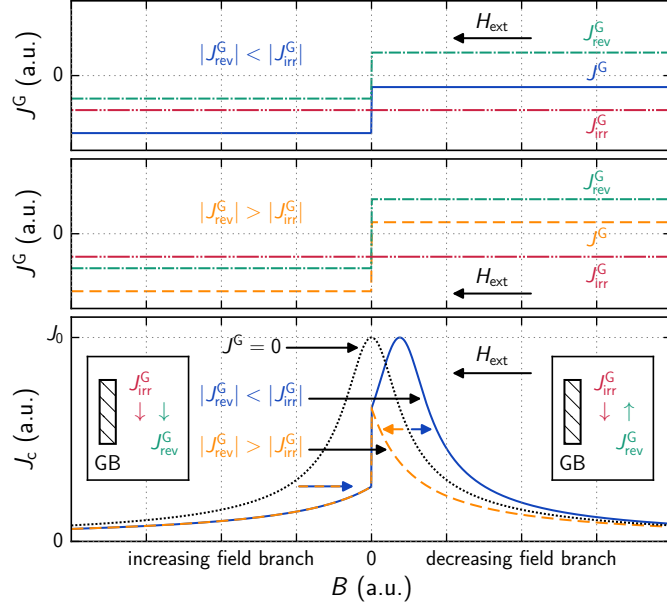 J^G (a.u.)
0
|J^G_rev| < |J^G_irr|
H_ext
J^G_rev
J^G
J^G_irr
J^G (a.u.)
0
|J^G_rev| > |J^G_irr|
J^G_rev
J^G
J^G_irr
H_ext
J_c (a.u.)
J_0
0
J^G = 0
|J^G_rev| < |J^G_irr|
|J^G_rev| > |J^G_irr|
H_ext
J^G_irr
↓ ↓
J^G_rev
GB
J^G_irr
↓ ↑
J^G_rev
GB
increasing field branch 0 decreasing field branch
B (a.u.)